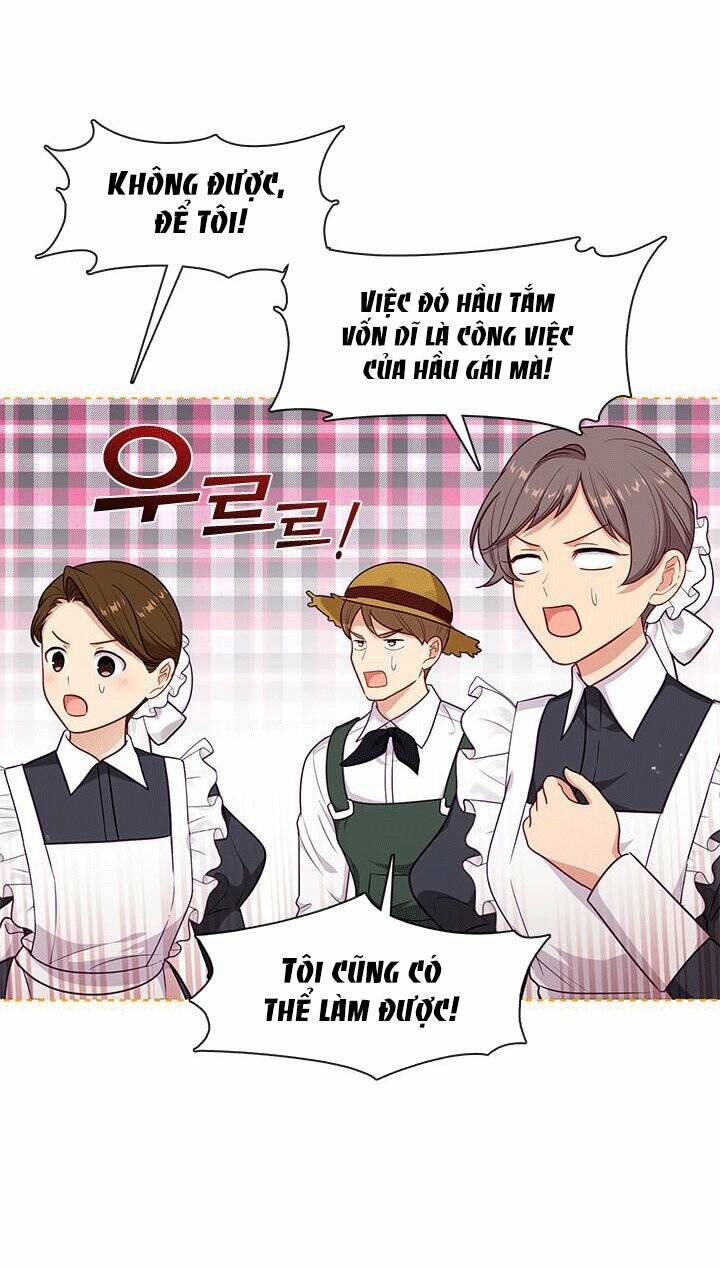 KHÔNG ĐƯỢC,
ĐỂ TÔI!
VIỆC ĐÓ HẦU TẮM
VỐN DĨ LÀ CÔNG VIỆC
CỦA HẦU GÁI MÀ!
우르르!
TÔI CŨNG CÓ
THỂ LÀM ĐƯỢC!